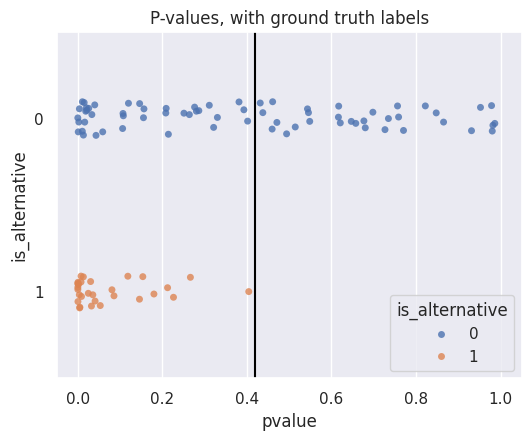 P-values, with ground truth labels
is_alternative
0
1
is_alternative
0
1
0.0 0.2 0.4 0.6 0.8 1.0
pvalue